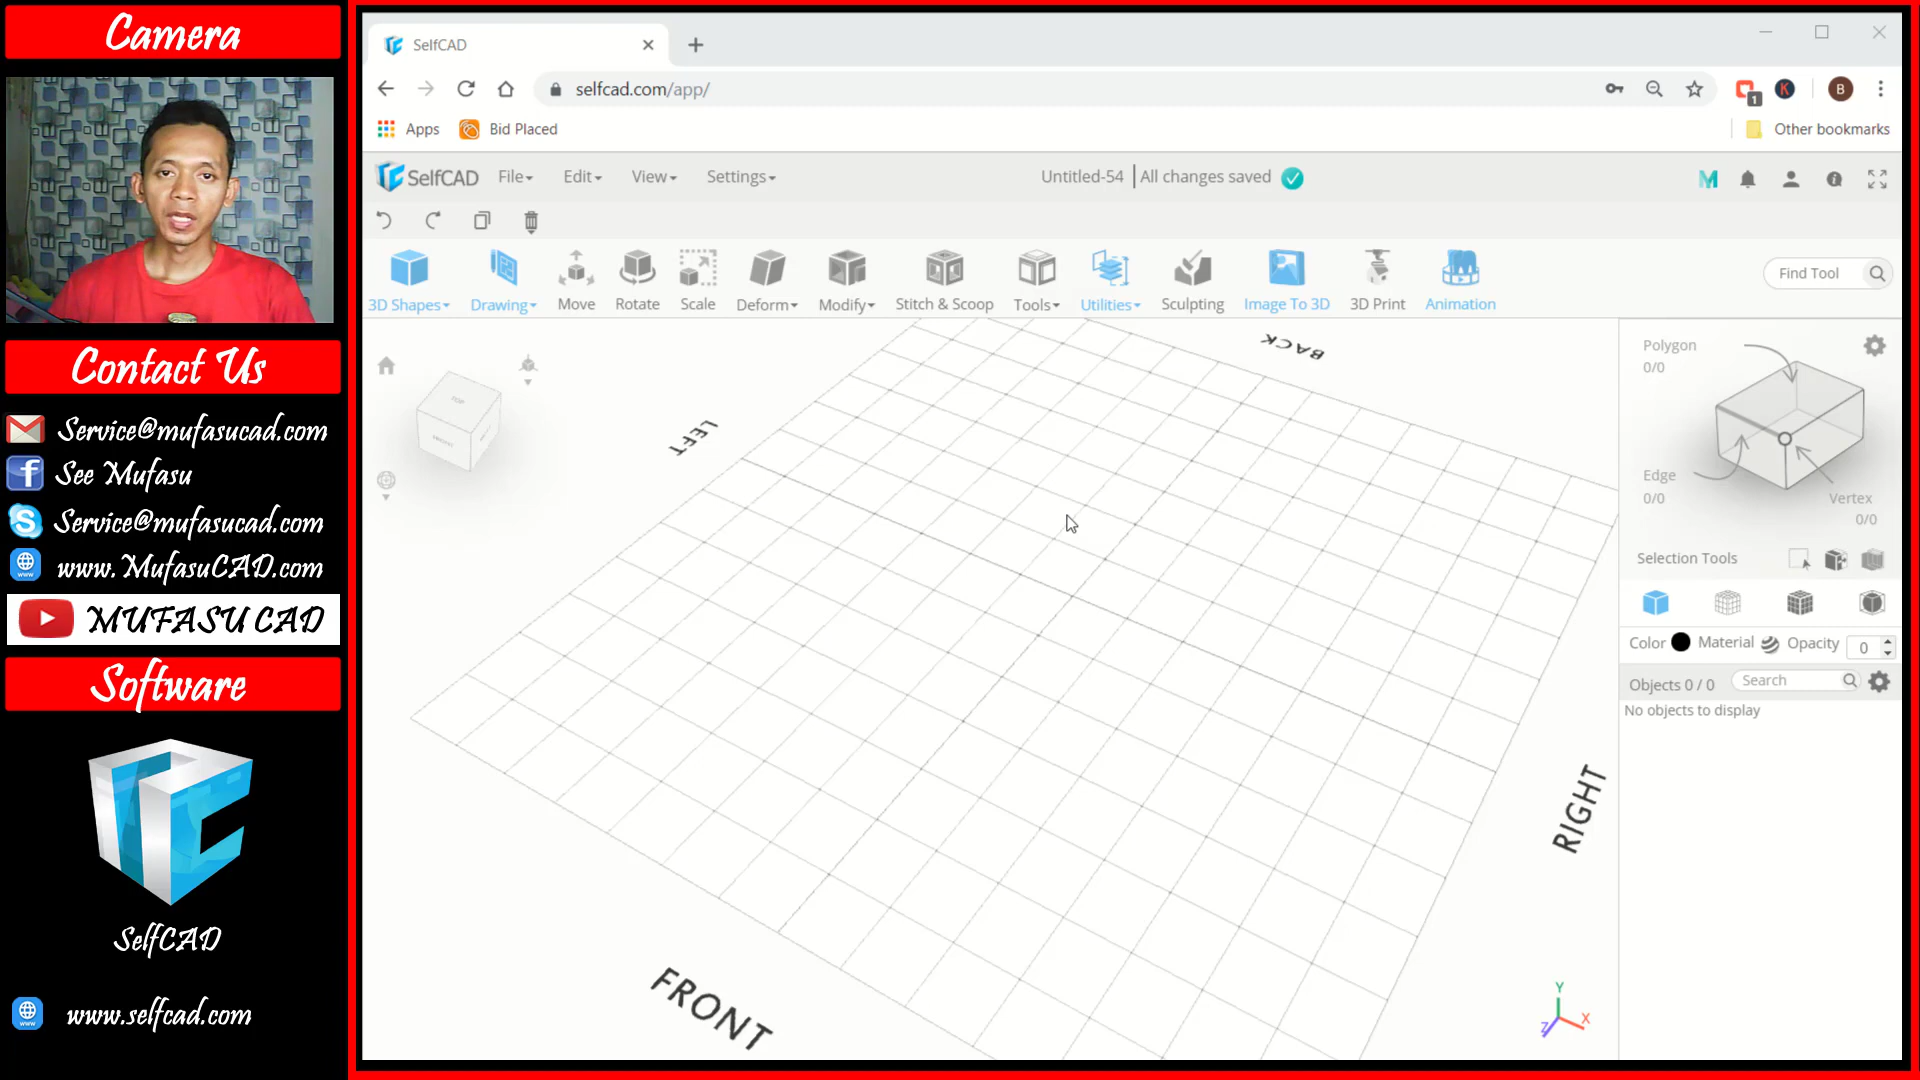 Camera
Contact Us
Service@mufasucad.com
See Mufasu
Service@mufasucad.com
www.MufasuCAD.com
MUFASU CAD
Software
SelfCAD
www.selfcad.com
SelfCAD
selfcad.com/app/
1
K
B
Apps
Bid Placed
Other bookmarks
SelfCAD
File
Edit
View
Settings
Untitled-54
All changes saved
M
3D Shapes
Drawing
Move
Rotate
Scale
Deform
Modify
Stitch & Scoop
Tools
Utilities
Sculpting
Image To 3D
3D Print
Animation
Find Tool
TOP
BACK
LEFT
RIGHT
FRONT
Y
X
Z
Polygon
0/0
Edge
0/0
Vertex
0/0
Selection Tools
Color
Material
Opacity
0
Objects 0 / 0
Search
No objects to display